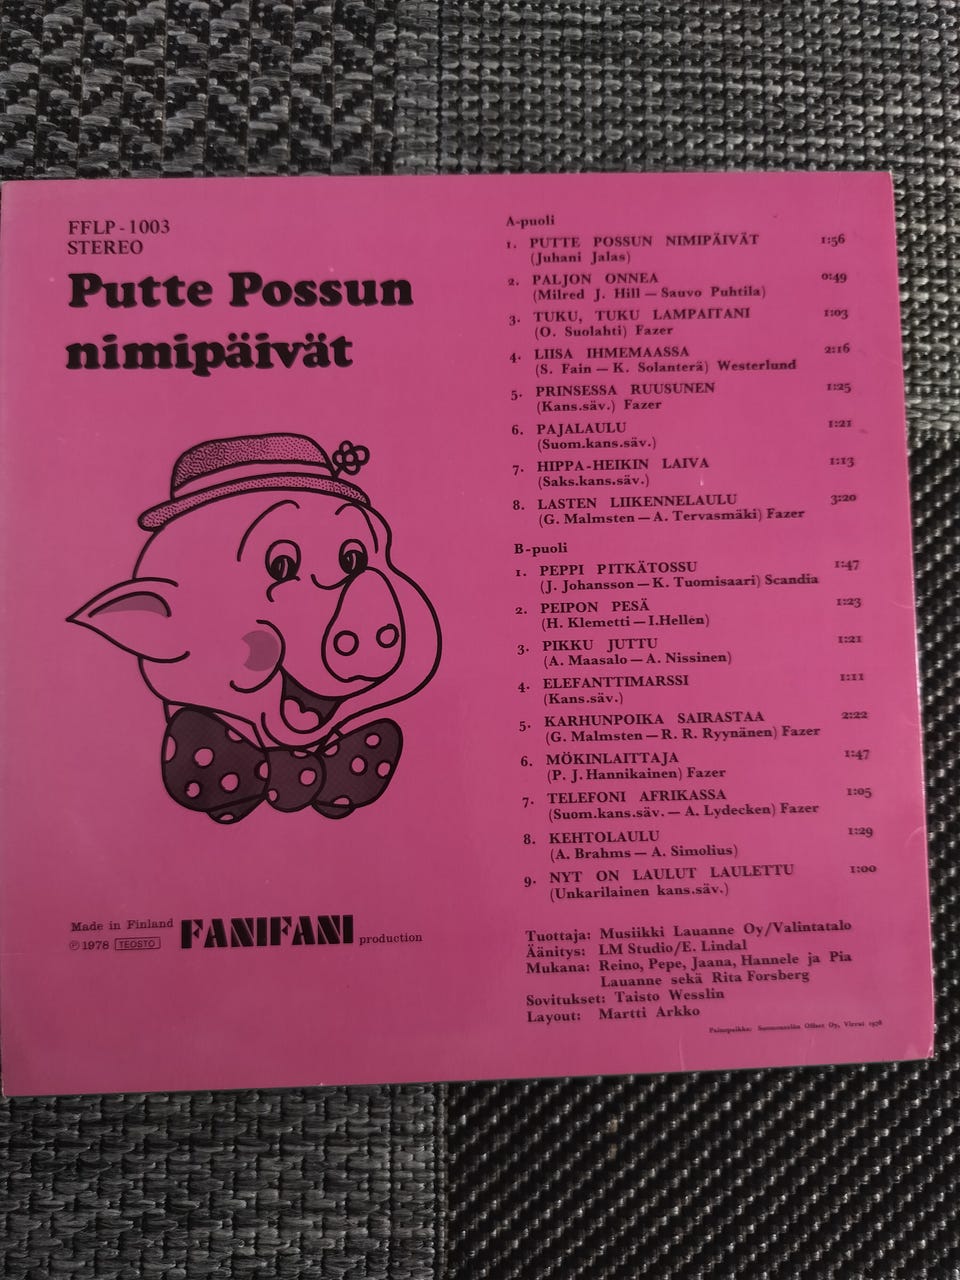 FFLP - 1003
STEREO
Putte Possun
nimipäivät
A-puoli
1. PUTTE POSSUN NIMIPÄIVÄT 1:56
(Juhani Jalas)
2. PALJON ONNEA 0:49
(Milred J. Hill — Sauvo Puhtila)
3. TUKU, TUKU LAMPAITANI 1:03
(O. Suolahti) Fazer
4. LIISA IHMEMAASSA 2:16
(S. Fain — K. Solanterä) Westerlund
5. PRINSESSA RUUSUNEN 1:25
(Kans.säv.) Fazer
6. PAJALAULU 1:21
(Suom.kans.säv.)
7. HIPPA-HEIKIN LAIVA 1:13
(Saks.kans.säv.)
8. LASTEN LIIKENNELAULU 3:20
(G. Malmsten — A. Tervasmäki) Fazer
B-puoli
1. PEPPI PITKÄTOSSU 1:47
(J. Johansson — K. Tuomisaari) Scandia
2. PEIPON PESÄ 1:23
(H. Klemetti — I.Hellen)
3. PIKKU JUTTU 1:21
(A. Maasalo — A. Nissinen)
4. ELEFANTTIMARSSI 1:11
(Kans.säv.)
5. KARHUNPOIKA SAIRASTAA 2:22
(G. Malmsten — R. R. Ryynänen) Fazer
6. MÖKINLAITTAJA 1:47
(P. J. Hannikainen) Fazer
7. TELEFONI AFRIKASSA 1:05
(Suom.kans.säv. — A. Lydecken) Fazer
8. KEHTOLAULU 1:29
(A. Brahms — A. Simolius)
9. NYT ON LAULUT LAULETTU 1:00
(Unkarilainen kans.säv.)
Made in Finland
℗ 1978 TEOSTO FANIFANI production
Tuottaja: Musiikki Lauanne Oy/Valintatalo
Äänitys: LM Studio/E. Lindal
Mukana: Reino, Pepe, Jaana, Hannele ja Pia
Lauanne sekä Rita Forsberg
Sovitukset: Taisto Wesslin
Layout: Martti Arkko
Painopaikka: Suomenselän Offset Oy, Virrat 1978